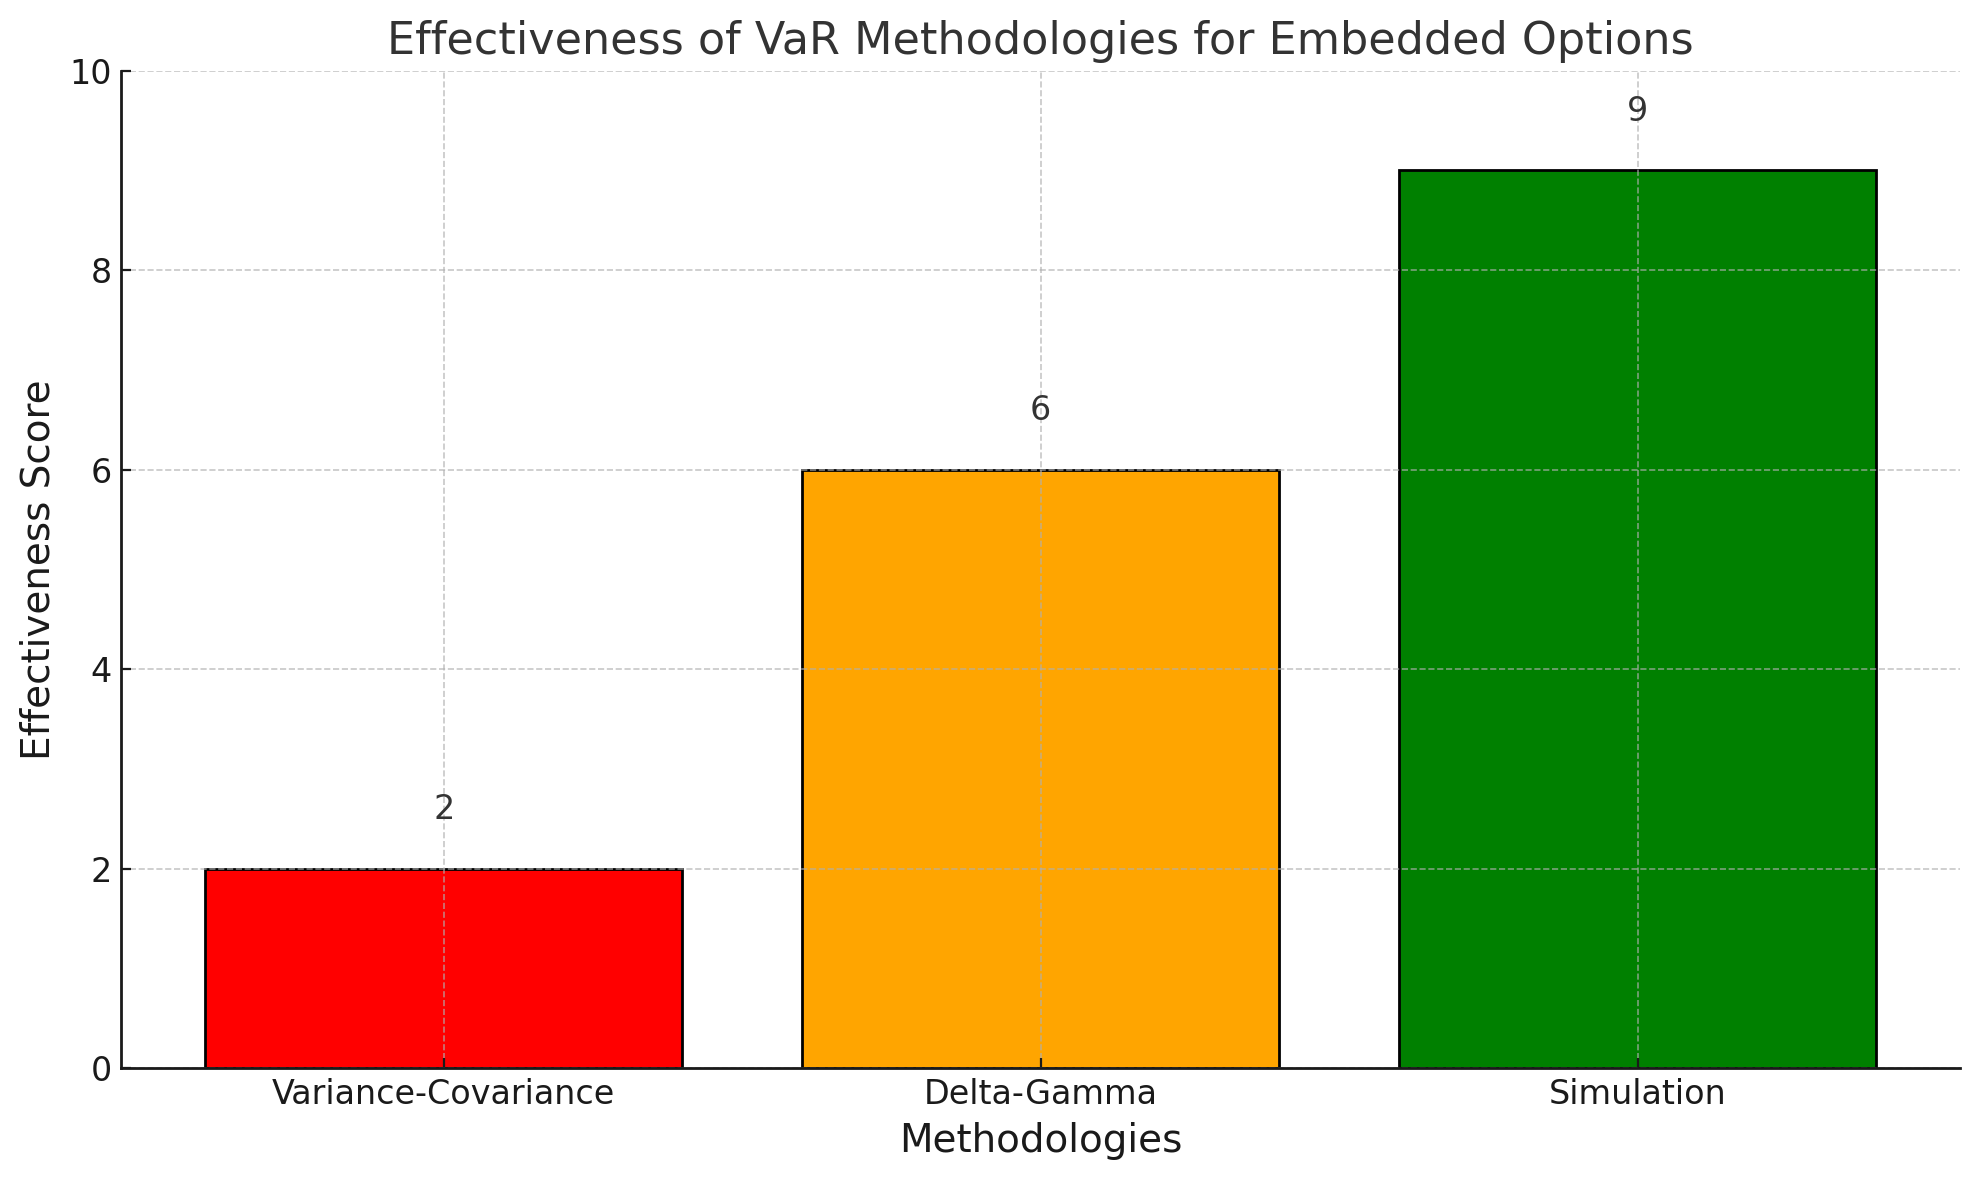 Effectiveness of VaR Methodologies for Embedded Options
Effectiveness Score
10
8
6
4
2
0
2
6
9
Variance-Covariance
Delta-Gamma
Simulation
Methodologies